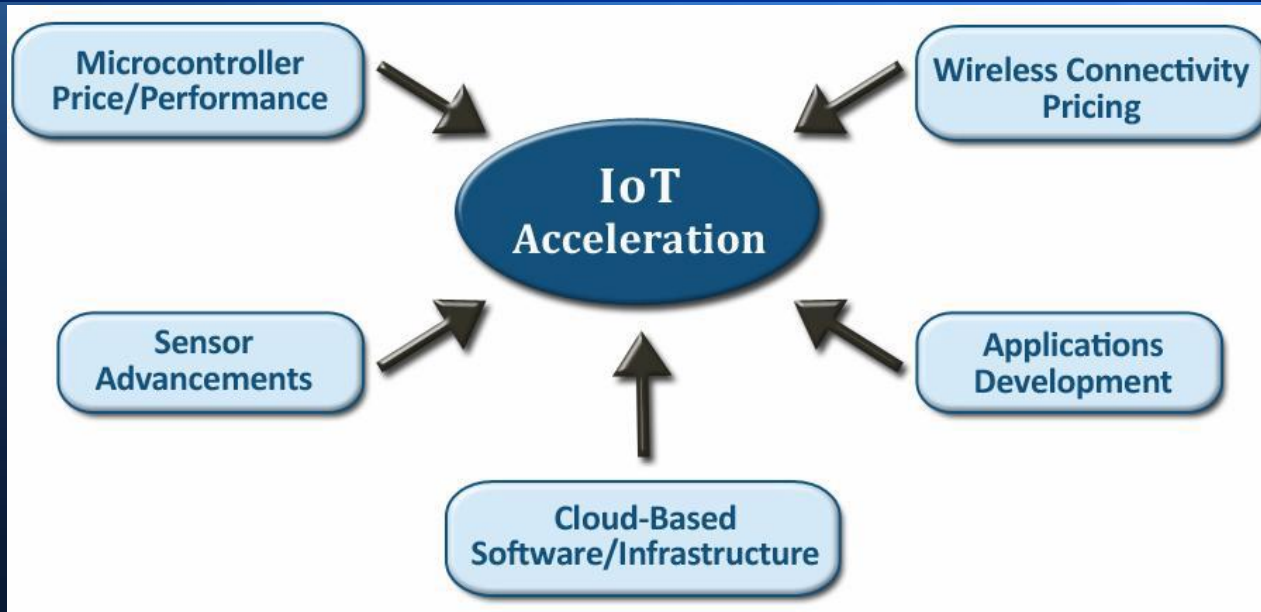 Microcontroller
Price/Performance
Wireless Connectivity
Pricing
IoT
Acceleration
Sensor
Advancements
Applications
Development
Cloud-Based
Software/Infrastructure